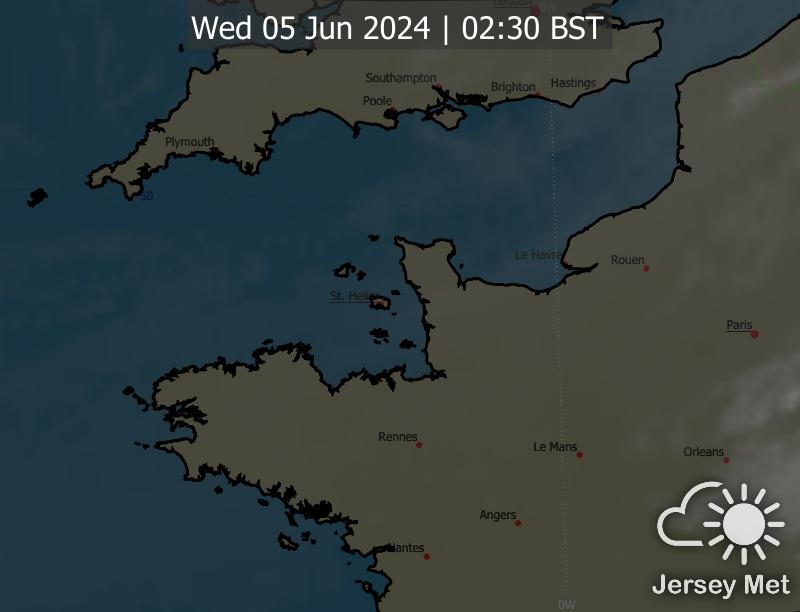 London
0W
Wed 05 Jun 2024 | 02:30 BST
Southampton
Brighton
Hastings
Poole
Plymouth
50
Le Havre
Rouen
St. Helier
Paris
Rennes
Le Mans
Orleans
Angers
Nantes
Jersey Met
0W